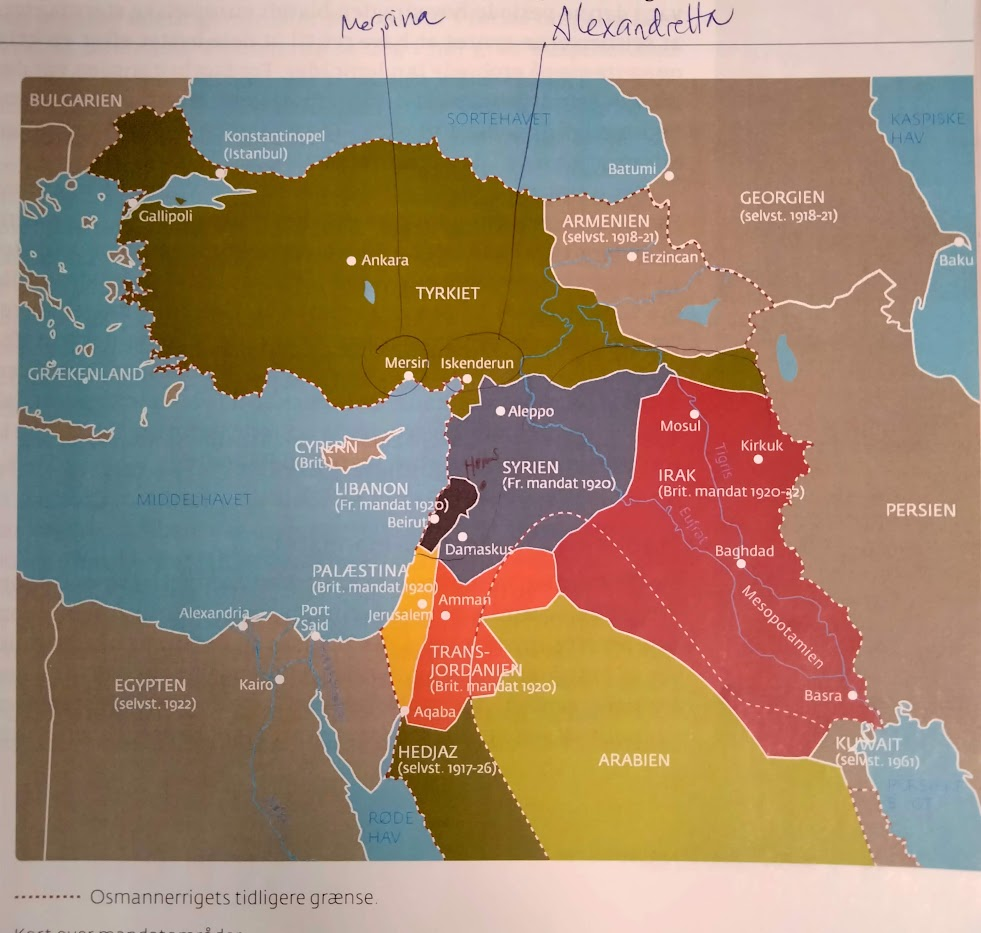 Mersina
Alexandretta
BULGARIEN
SORTEHAVET
KASPISKE
HAV
Konstantinopel
(Istanbul)
Batumi
GEORGIEN
(selvst. 1918-21)
Gallipoli
ARMENIEN
(selvst. 1918-21)
Erzincan
Baku
Ankara
TYRKIET
GRÆKENLAND
Mersin
Iskenderun
Aleppo
Mosul
Kirkuk
CYPERN
(Brit.)
Homs
SYRIEN
(Fr. mandat 1920)
IRAK
(Brit. mandat 1920-32)
Tigris
LIBANON
(Fr. mandat 1920)
Beirut
MIDDELHAVET
Eufrat
PERSIEN
Damaskus
Baghdad
PALÆSTINA
(Brit. mandat 1920)
Jerusalem
Amman
Mesopotamien
Alexandria
Port
Said
TRANS-
JORDANIEN
(Brit. mandat 1920)
Kairo
EGYPTEN
(selvst. 1922)
Basra
Aqaba
HEDJAZ
(selvst. 1917-26)
ARABIEN
KUWAIT
(selvst. 1961)
RØDE
HAV
Osmannerrigets tidligere grænse.